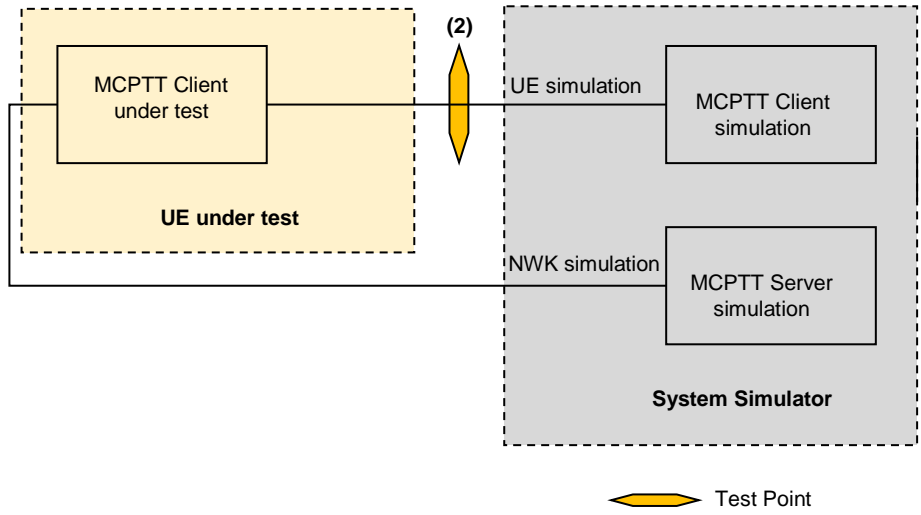 (2)
MCPTT Client
under test
UE under test
UE simulation
MCPTT Client
simulation
NWK simulation
MCPTT Server
simulation
System Simulator
Test Point